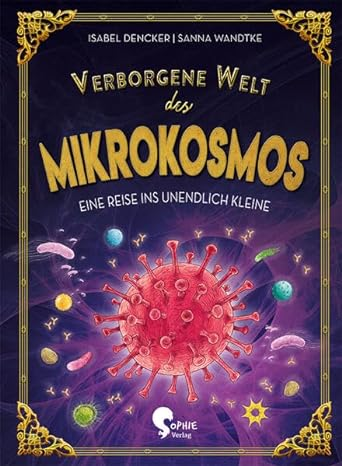 ISABEL DENCKER | SANNA WANDTKE
VERBORGENE WELT
des
MIKROKOSMOS
EINE REISE INS UNENDLICH KLEINE
SOPHIE
Verlag